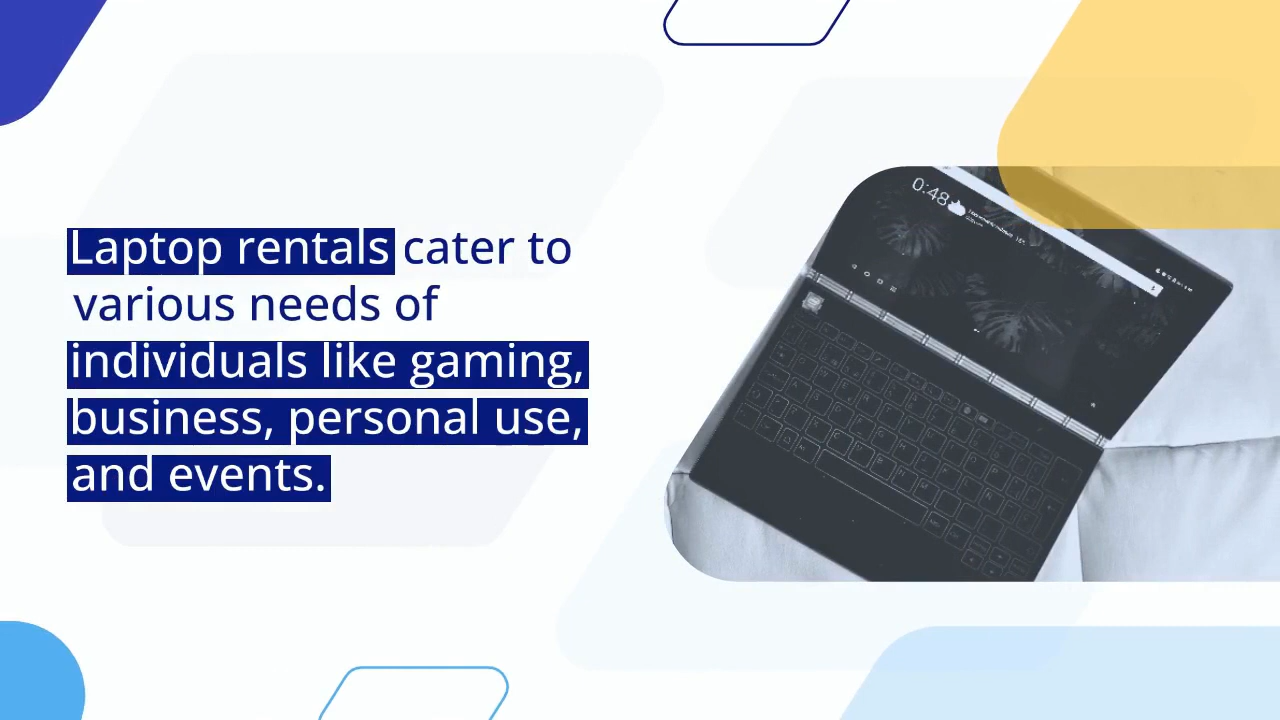 Laptop rentals cater to
various needs of
individuals like gaming,
business, personal use,
and events.
0:48